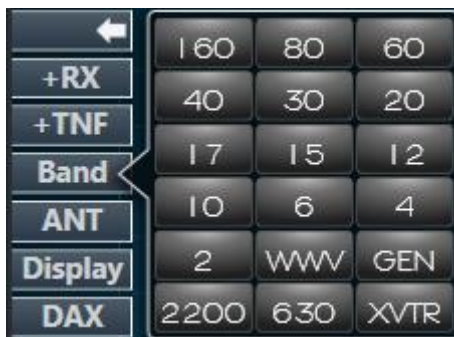 +RX
+TNF
Band
ANT
Display
DAX
160 80 60
40 30 20
17 15 12
10 6 4
2 WWV GEN
2200 630 XVTR